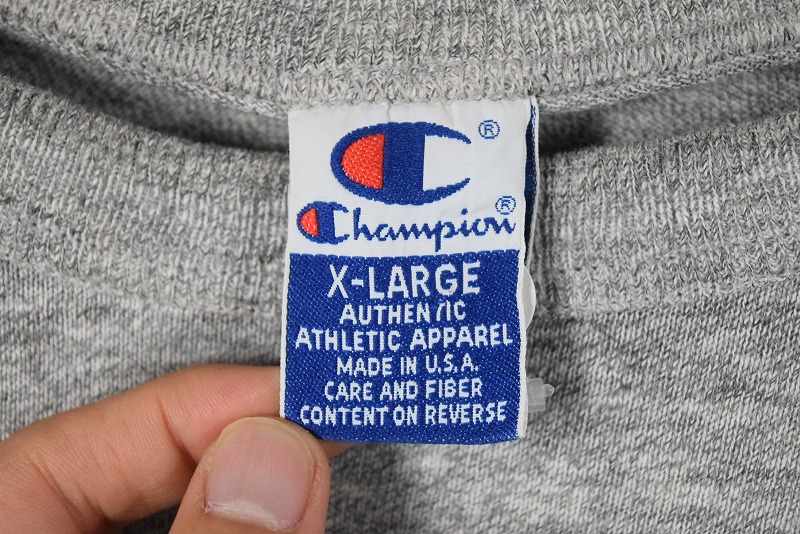 ®
Champion®
X-LARGE
AUTHENTIC
ATHLETIC APPAREL
MADE IN U.S.A.
CARE AND FIBER
CONTENT ON REVERSE